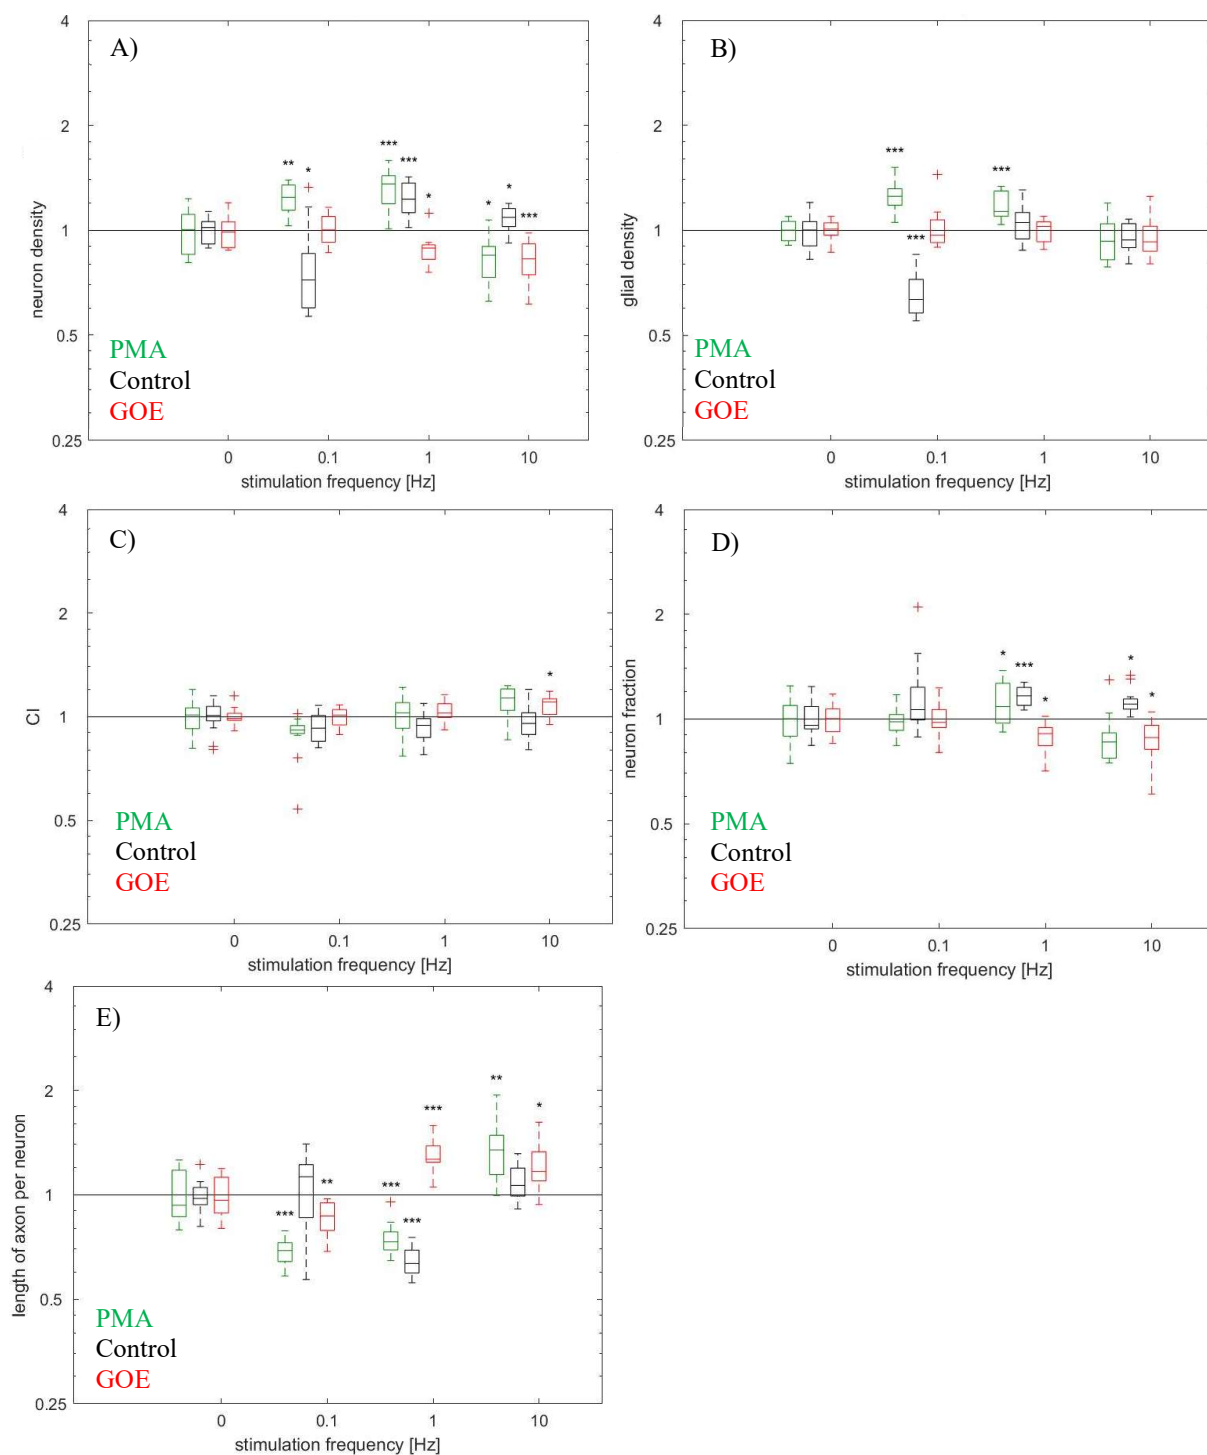 A)
4
2
1
0.5
0.25
neuron density
** * *** *** * * * ***
PMA
Control
GOE
0 0.1 1 10
stimulation frequency [Hz]
B)
4
2
1
0.5
0.25
glial density
*** *** ***
PMA
Control
GOE
0 0.1 1 10
stimulation frequency [Hz]
C)
4
2
1
0.5
0.25
CI
*
PMA
Control
GOE
0 0.1 1 10
stimulation frequency [Hz]
D)
4
2
1
0.5
0.25
neuron fraction
* *** * * *
PMA
Control
GOE
0 0.1 1 10
stimulation frequency [Hz]
E)
4
2
1
0.5
0.25
length of axon per neuron
*** ** *** *** *** ** *
PMA
Control
GOE
0 0.1 1 10
stimulation frequency [Hz]